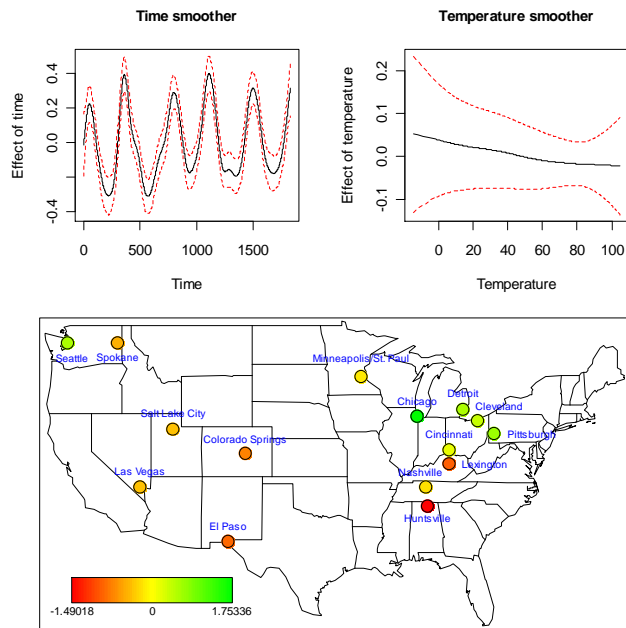 Time smoother
Effect of time
-0.4 0.0 0.2 0.4
0 500 1000 1500
Time
Temperature smoother
Effect of temperature
-0.1 0.0 0.1 0.2
0 20 40 60 80 100
Temperature
Seattle
Spokane
Minneapolis/St. Paul
Detroit
Chicago
Cleveland
Salt Lake City
Cincinnati
Pittsburgh
Colorado Springs
Lexington
Las Vegas
Nashville
Huntsville
El Paso
-1.49018 0 1.75336